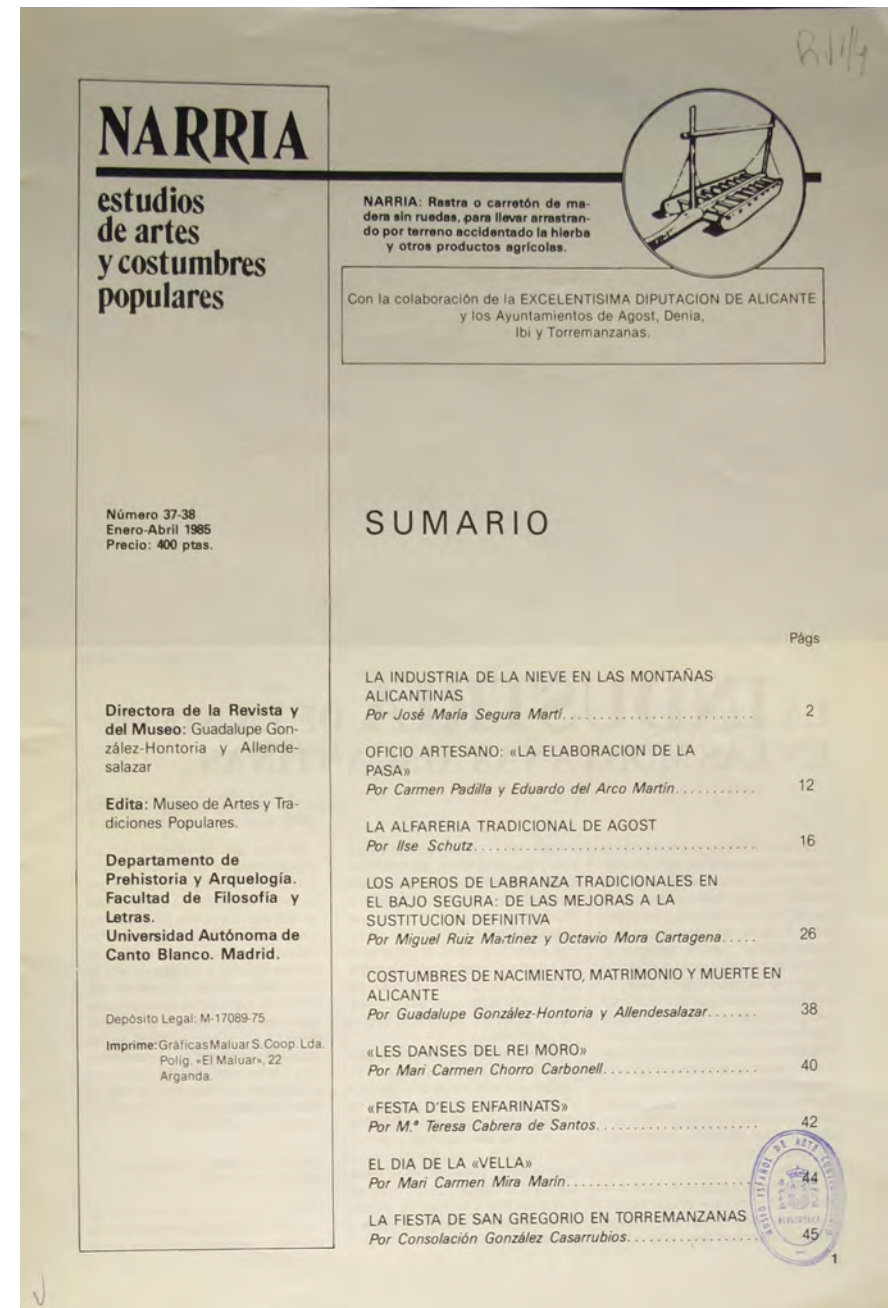 NARRIA
estudios
de artes
y costumbres
populares
NARRIA: Rastra o carretón de ma-
dera sin ruedas, para llevar arrastran-
do por terreno accidentado la hierba
y otros productos agrícolas.
Con la colaboración de la EXCELENTISIMA DIPUTACION DE ALICANTE
y los Ayuntamientos de Agost, Denia,
Ibi y Torremanzanas.
Número 37-38
Enero-Abril 1985
Precio: 400 ptas.
Directora de la Revista y
del Museo: Guadalupe Gon-
zález-Hontoria y Allende-
salazar
Edita: Museo de Artes y Tra-
diciones Populares.
Departamento de
Prehistoria y Arquelogía.
Facultad de Filosofía y
Letras.
Universidad Autónoma de
Canto Blanco. Madrid.
Depósito Legal: M-17089-75
Imprime: Gráficas Maluar S. Coop. Lda.
Políg. «El Maluar», 22
Arganda.
SUMARIO
Págs
LA INDUSTRIA DE LA NIEVE EN LAS MONTAÑAS
ALICANTINAS
Por José María Segura Martí.......................... 2
OFICIO ARTESANO: «LA ELABORACION DE LA
PASA»
Por Carmen Padilla y Eduardo del Arco Martín........... 12
LA ALFARERIA TRADICIONAL DE AGOST
Por Ilse Schutz...................................... 16
LOS APEROS DE LABRANZA TRADICIONALES EN
EL BAJO SEGURA: DE LAS MEJORAS A LA
SUSTITUCION DEFINITIVA
Por Miguel Ruiz Martínez y Octavio Mora Cartagena..... 26
COSTUMBRES DE NACIMIENTO, MATRIMONIO Y MUERTE EN
ALICANTE
Por Guadalupe González-Hontoria y Allendesalazar....... 38
«LES DANSES DEL REI MORO»
Por Mari Carmen Chorro Carbonell..................... 40
«FESTA D'ELS ENFARINATS»
Por M.ª Teresa Cabrera de Santos...................... 42
EL DIA DE LA «VELLA»
Por Mari Carmen Mira Marín.......................... 44
LA FIESTA DE SAN GREGORIO EN TORREMANZANAS
Por Consolación González Casarrubios.................. 45
1